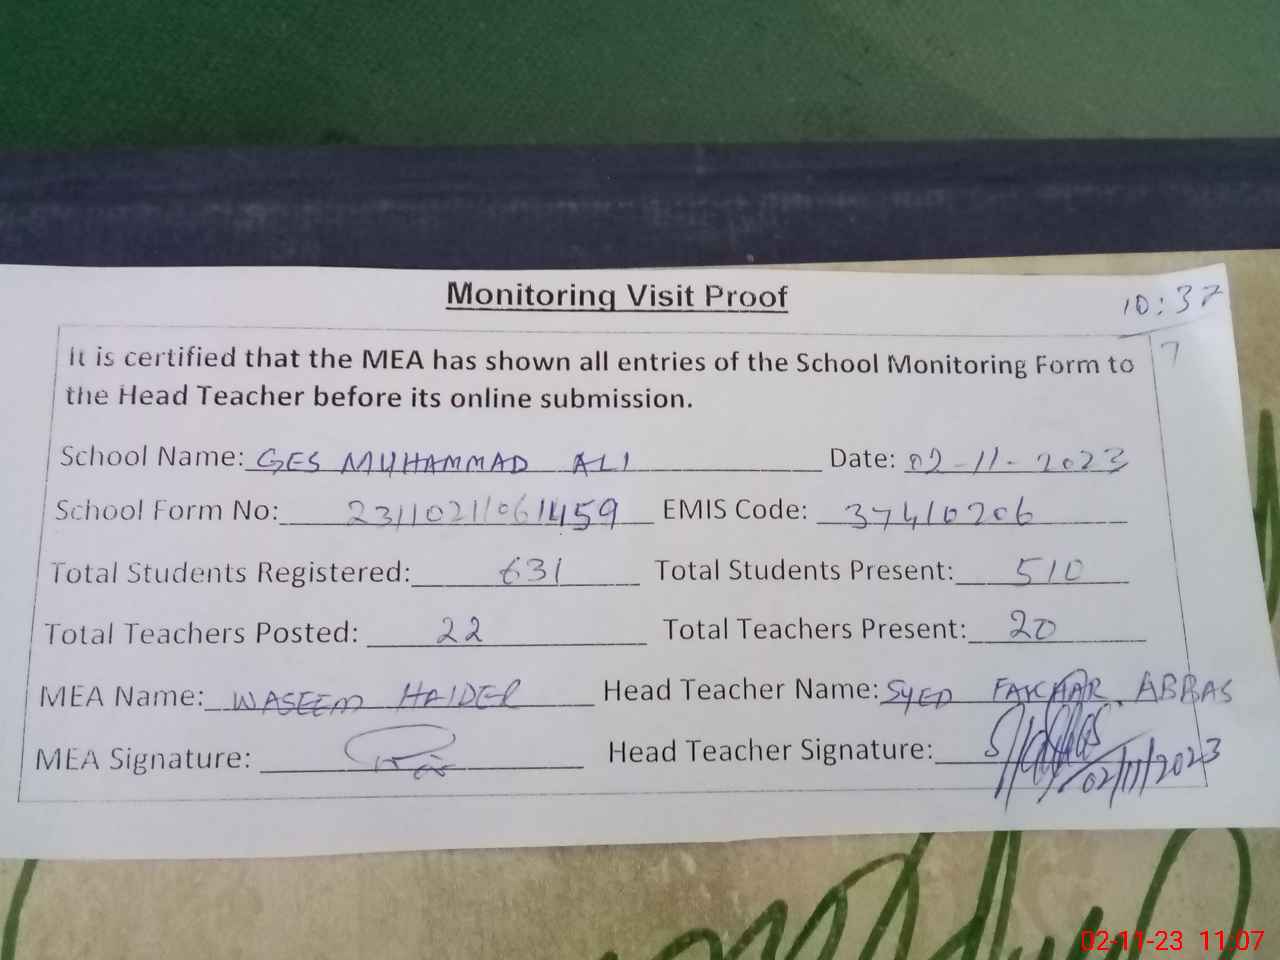 Monitoring Visit Proof 10:37
It is certified that the MEA has shown all entries of the School Monitoring Form to 7
the Head Teacher before its online submission.
School Name: GES MUHAMMAD ALI Date: 02-11-2023
School Form No: 23110211061459 EMIS Code: 37410206
Total Students Registered: 631 Total Students Present: 510
Total Teachers Posted: 22 Total Teachers Present: 20
MEA Name: WASEEM HAIDER Head Teacher Name: SYED FAKHAR ABBAS
MEA Signature: Head Teacher Signature:
02/11/2023
02-11-23 11:07